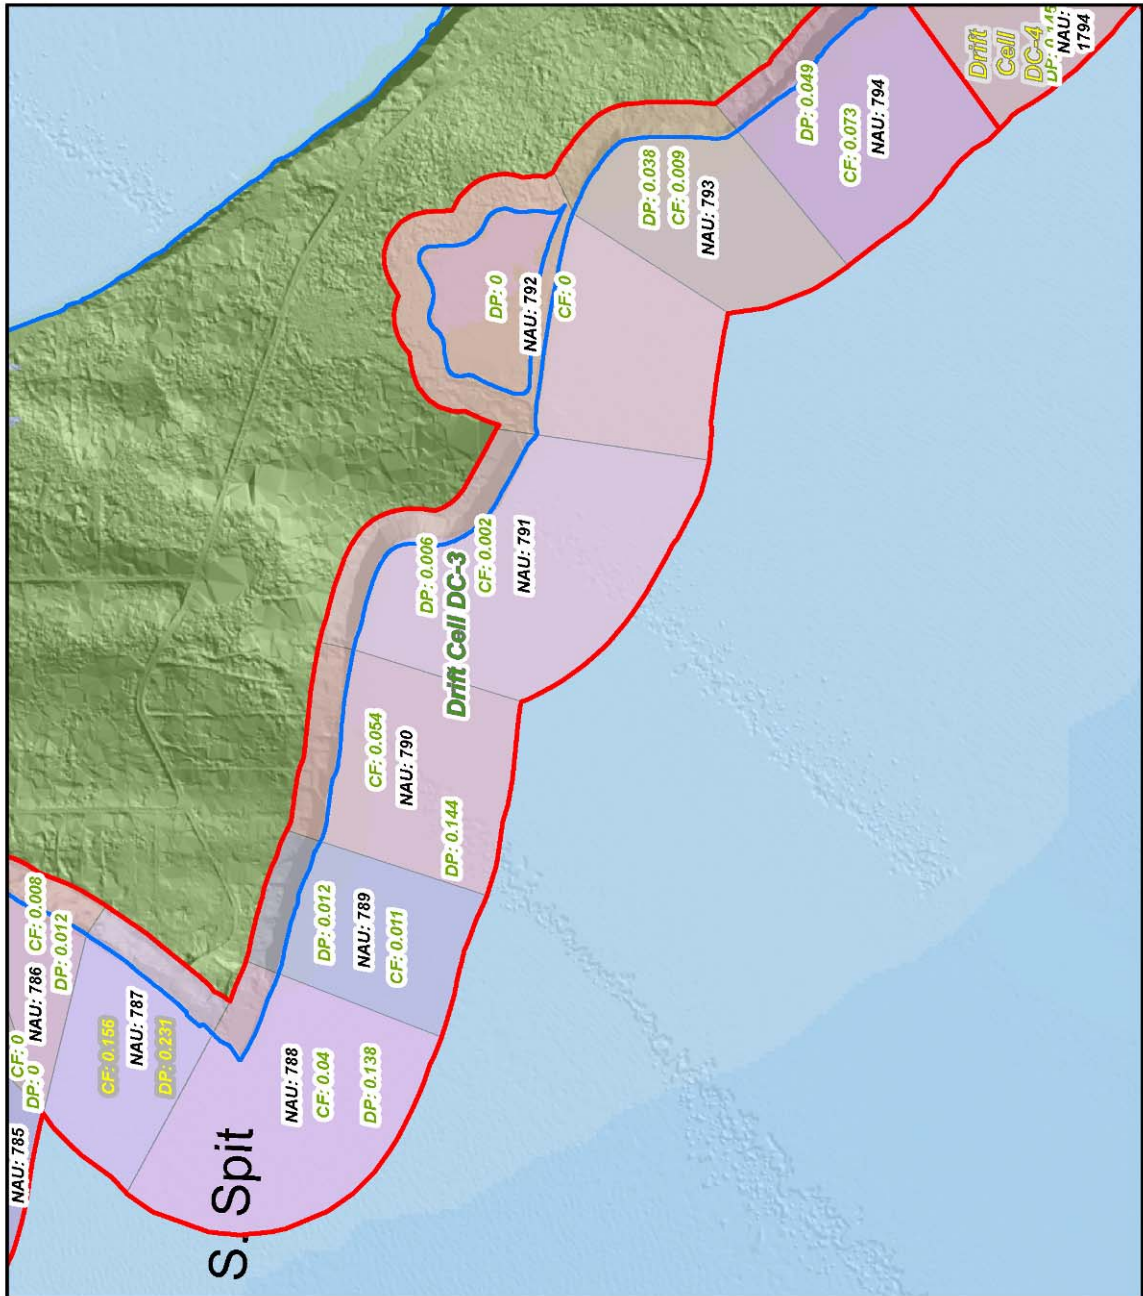 NAU: 785
CF: 0
DP: 0
NAU: 786
CF: 0.008
DP: 0.012
CF: 0.156
NAU: 787
DP: 0.231
S. Spit
NAU: 788
CF: 0.04
DP: 0.138
DP: 0.012
NAU: 789
CF: 0.011
CF: 0.054
NAU: 790
DP: 0.144
DP: 0.006
Drift Cell DC-3
CF: 0.002
NAU: 791
DP: 0
NAU: 792
CF: 0
DP: 0.038
CF: 0.009
NAU: 793
DP: 0.049
CF: 0.073
NAU: 794
Drift
Cell
DC-4
DP: 0.145
NAU:
1794